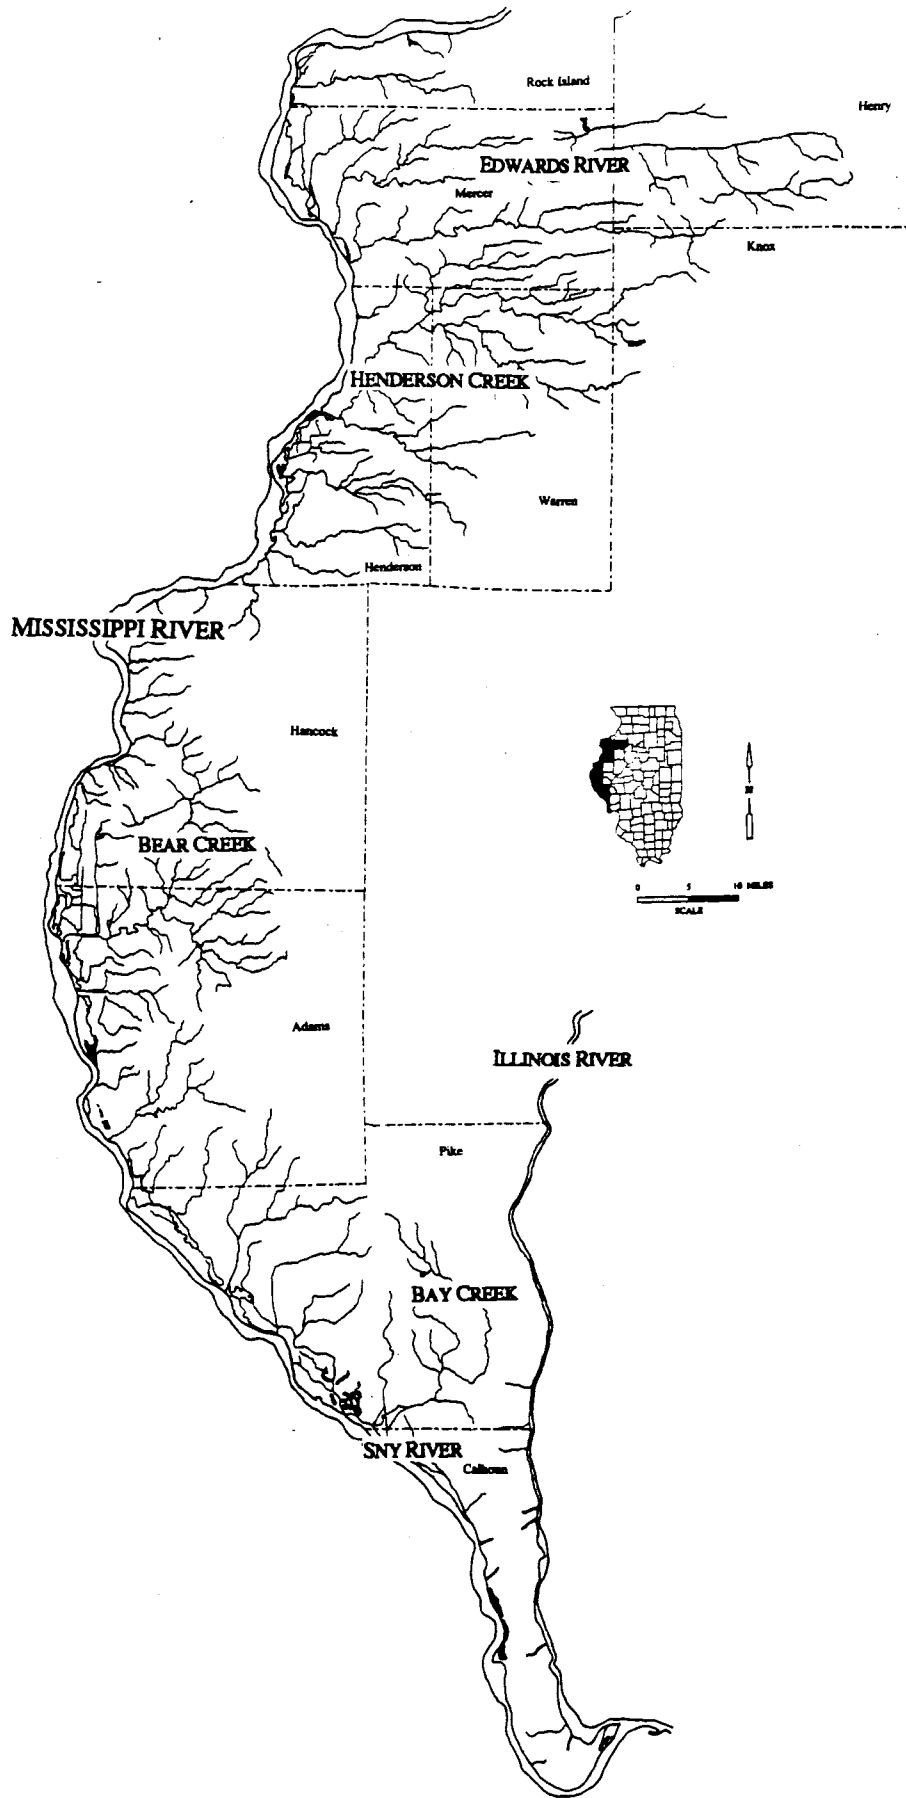 Rock Island
Henry
EDWARDS RIVER
Mercer
Knox
HENDERSON CREEK
Warren
Henderson
MISSISSIPPI RIVER
Hancock
N
BEAR CREEK
0 5 10 MILES
SCALE
Adams
ILLINOIS RIVER
Pike
BAY CREEK
SNY RIVER
Calhoun